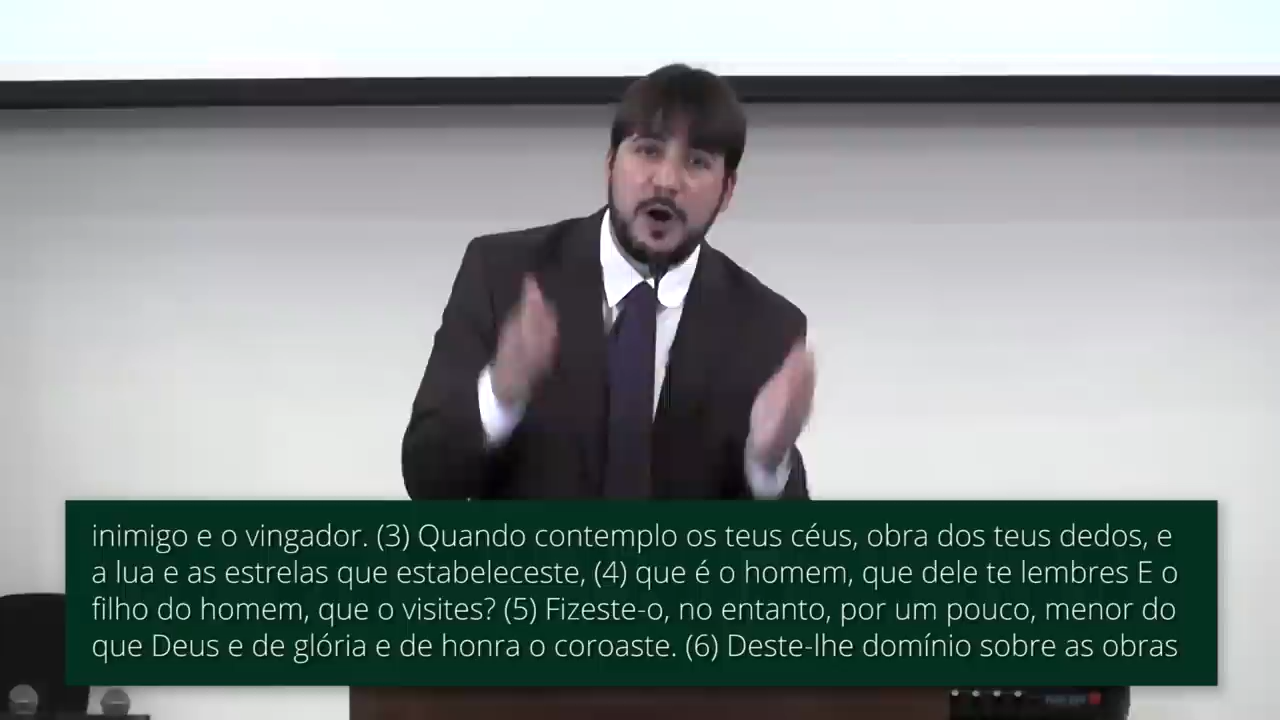 inimigo e o vingador. (3) Quando contemplo os teus céus, obra dos teus dedos, e
a lua e as estrelas que estabeleceste, (4) que é o homem, que dele te lembres E o
filho do homem, que o visites? (5) Fizeste-o, no entanto, por um pouco, menor do
que Deus e de glória e de honra o coroaste. (6) Deste-lhe domínio sobre as obras